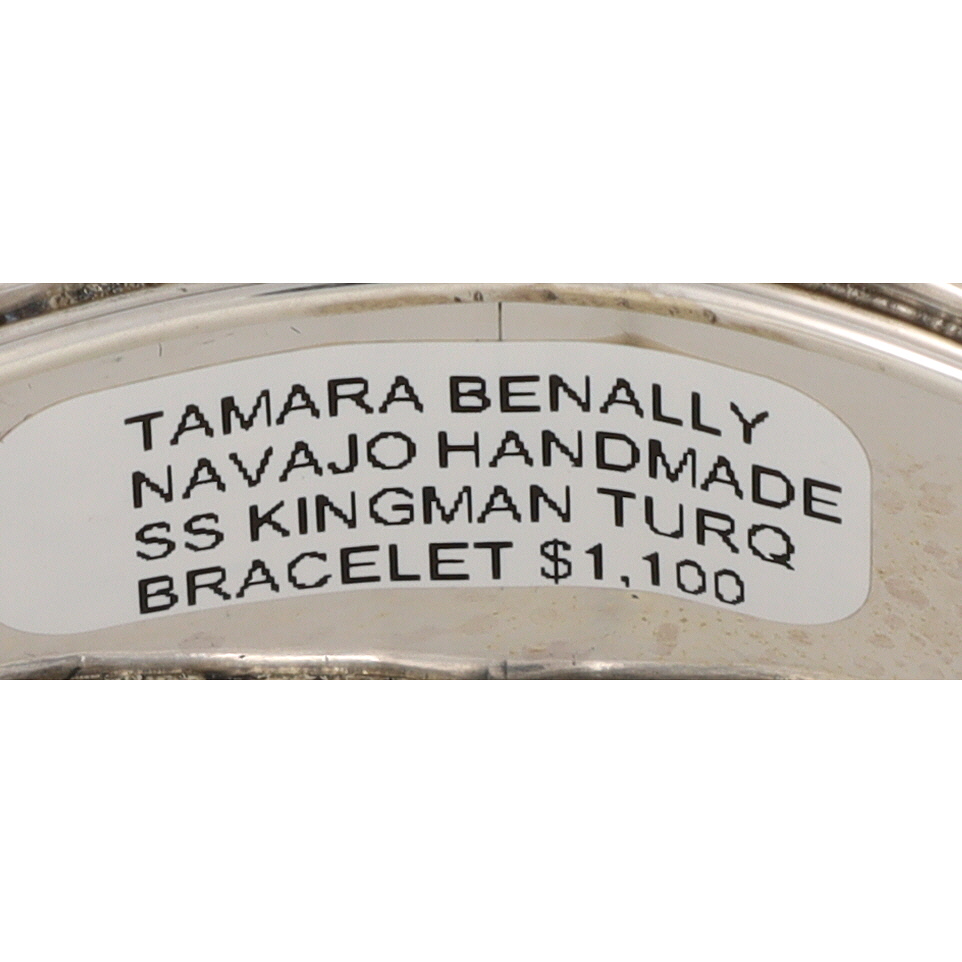 TAMARA BENALLY
NAVAJO HANDMADE
SS KINGMAN TURQ
BRACELET $1,100